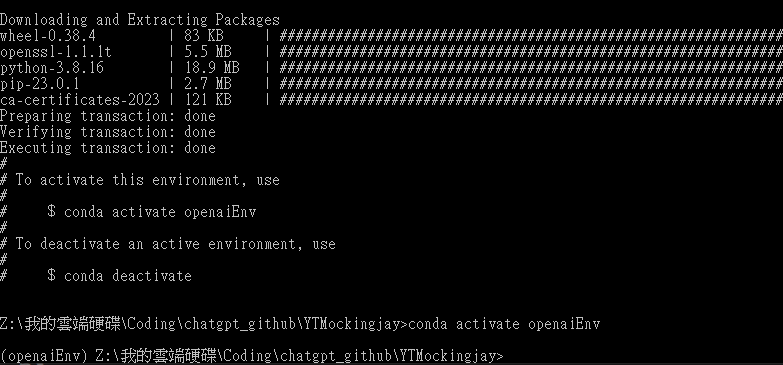 Downloading and Extracting Packages
wheel-0.38.4 | 83 KB | ##################################################################
openssl-1.1.1t | 5.5 MB | ##################################################################
python-3.8.16 | 18.9 MB | ##################################################################
pip-23.0.1 | 2.7 MB | ##################################################################
ca-certificates-2023 | 121 KB | ##################################################################
Preparing transaction: done
Verifying transaction: done
Executing transaction: done
#
# To activate this environment, use
#
# $ conda activate openaiEnv
#
# To deactivate an active environment, use
#
# $ conda deactivate
Z:\我的雲端硬碟\Coding\chatgpt_github\YTMockingjay>conda activate openaiEnv
(openaiEnv) Z:\我的雲端硬碟\Coding\chatgpt_github\YTMockingjay>